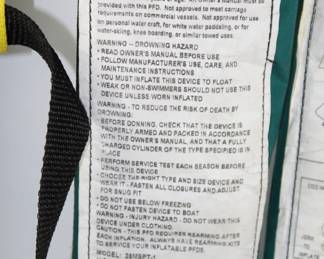 provided with this PFD. Not approved to meet carriage
requirements on commercial vessels. Not approved for use
on personal water craft, for white water paddling, or for
water-skiing, knee boarding, or similar towed uses.
WARNING – DROWNING HAZARD
• READ OWNER'S MANUAL BEFORE USE
• FOLLOW MANUFACTURER'S USE, CARE, AND
MAINTENANCE INSTRUCTIONS
• YOU MUST INFLATE THIS DEVICE TO FLOAT
• WEAK OR NON-SWIMMERS SHOULD NOT USE THIS
DEVICE UNLESS WORN INFLATED
WARNING - TO REDUCE THE RISK OF DEATH BY
DROWNING:
• BEFORE DONNING, CHECK THAT THE DEVICE IS
PROPERLY ARMED AND PACKED IN ACCORDANCE
WITH THE OWNER'S MANUAL, AND THAT A FULLY
CHARGED CYLINDER OF THE TYPE SPECIFIED IS IN
PLACE
• PERFORM SERVICE TEST EACH SEASON BEFORE
USING THIS DEVICE
• CHOOSE THE RIGHT TYPE AND SIZE DEVICE AND
WEAR IT - FASTEN ALL CLOSURES AND ADJUST
FOR SNUG FIT
• DO NOT USE BELOW FREEZING
• DO NOT FASTEN DEVICE TO BOAT
WARNING - INJURY HAZARD - DO NOT WEAR THIS
DEVICE UNDER CLOTHING.
CAUTION - THIS PFD REQUIRES REARMING AFTER
EACH INFLATION. ALWAYS HAVE REARMING KITS
TO SERVICE YOUR INFLATABLE PFDS.
MODEL: